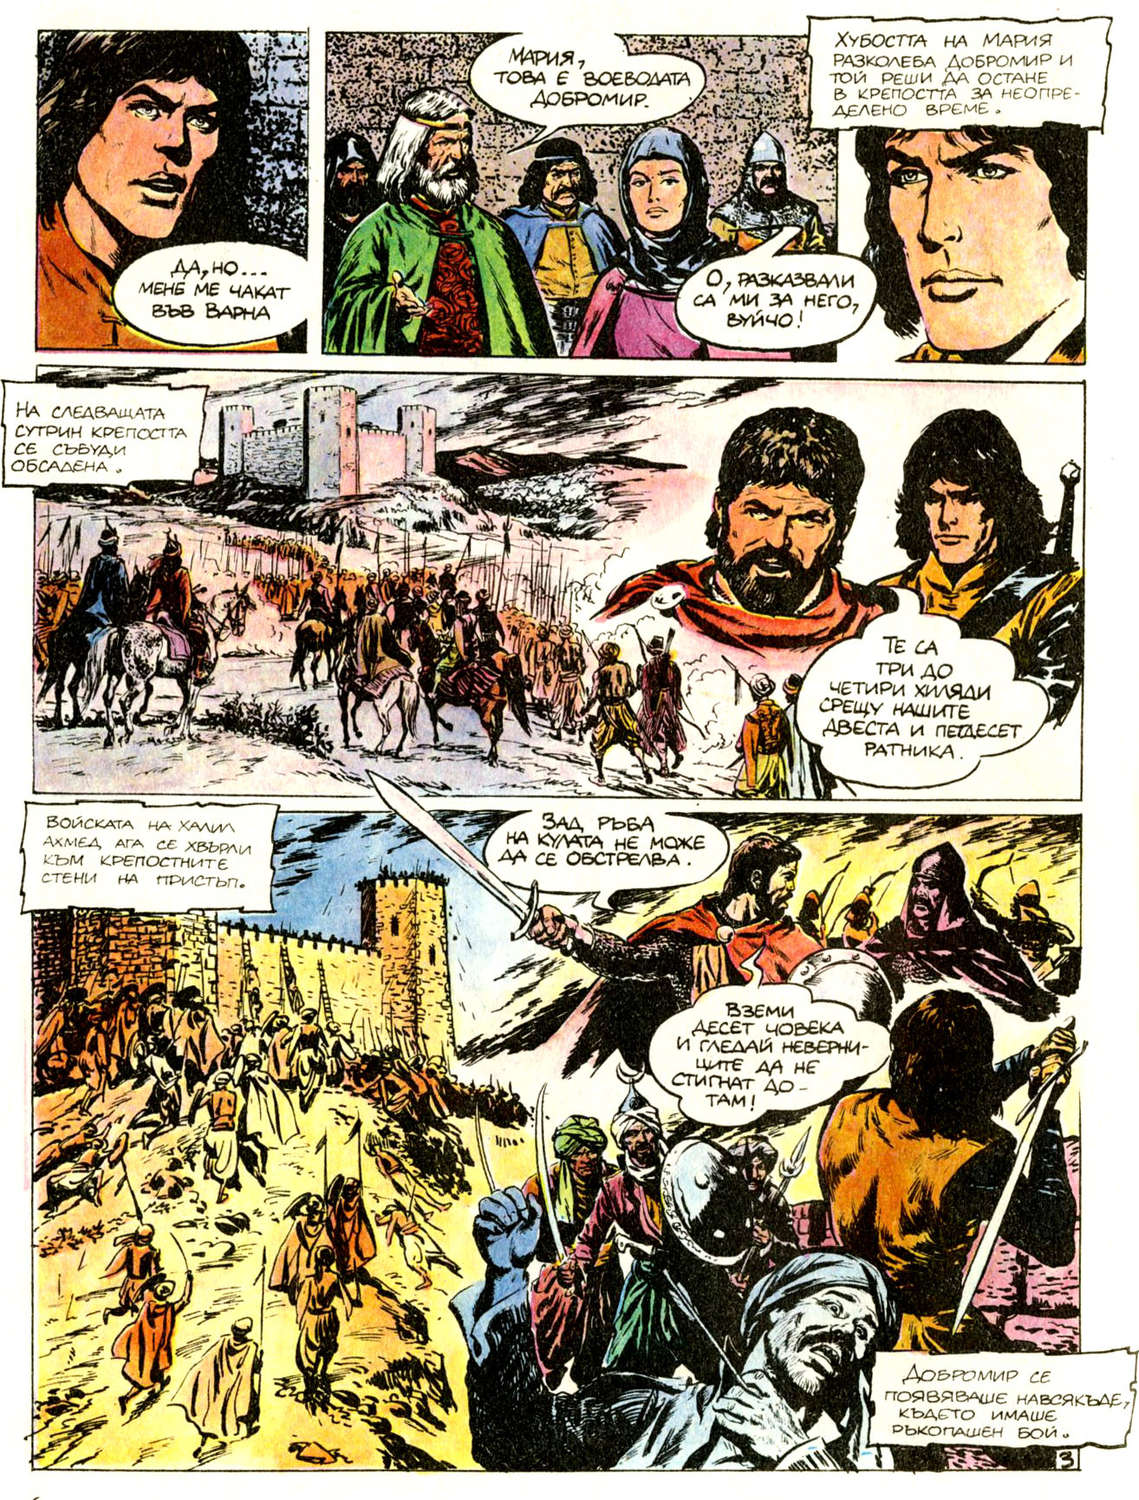 ДА, НО...
МЕНЕ МЕ ЧАКАТ
ВЪВ ВАРНА
МАРИЯ,
ТОВА Е ВОЕВОДАТА
ДОБРОМИР.
О, РАЗКАЗВАЛИ
СА МИ ЗА НЕГО,
ВУЙЧО!
ХУБОСТТА НА МАРИЯ
РАЗКОЛЕБА ДОБРОМИР И
ТОЙ РЕШИ ДА ОСТАНЕ
В КРЕПОСТТА ЗА НЕОПРЕ-
ДЕЛЕНО ВРЕМЕ.
НА СЛЕДВАЩАТА
СУТРИН КРЕПОСТТА
СЕ СЪБУДИ
ОБСАДЕНА.
ТЕ СА
ТРИ ДО
ЧЕТИРИ ХИЛЯДИ
СРЕЩУ НАШИТЕ
ДВЕСТА И ПЕТДЕСЕТ
РАТНИКА.
ВОЙСКАТА НА ХАЛИЛ
АХМЕД АГА СЕ ХВЪРЛИ
КЪМ КРЕПОСТНИТЕ
СТЕНИ НА ПРИСТЪП.
ЗАД РЪБА
НА КУЛАТА НЕ МОЖЕ
ДА СЕ ОБСТРЕЛВА.
ВЗЕМИ
ДЕСЕТ ЧОВЕКА
И ГЛЕДАЙ НЕВЕРНИ-
ЦИТЕ ДА НЕ
СТИГНАТ ДО-
ТАМ!
ДОБРОМИР СЕ
ПОЯВЯВАШЕ НАВСЯКЪДЕ,
КЪДЕТО ИМАШЕ
РЪКОПАШЕН БОЙ.
3